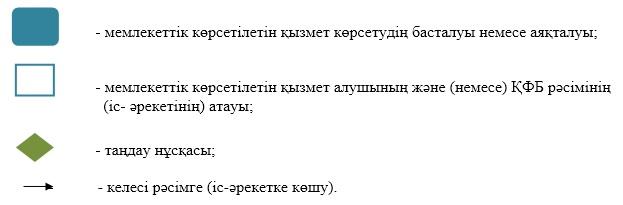 - мемлекеттік көрсетілетін қызмет көрсетудің басталуы немесе аяқталуы;
- мемлекеттік көрсетілетін қызмет алушының және (немесе) ҚФБ рәсімінің
(іс- әрекетінің) атауы;
- таңдау нұсқасы;
- келесі рәсімге (іс-әрекетке көшу).